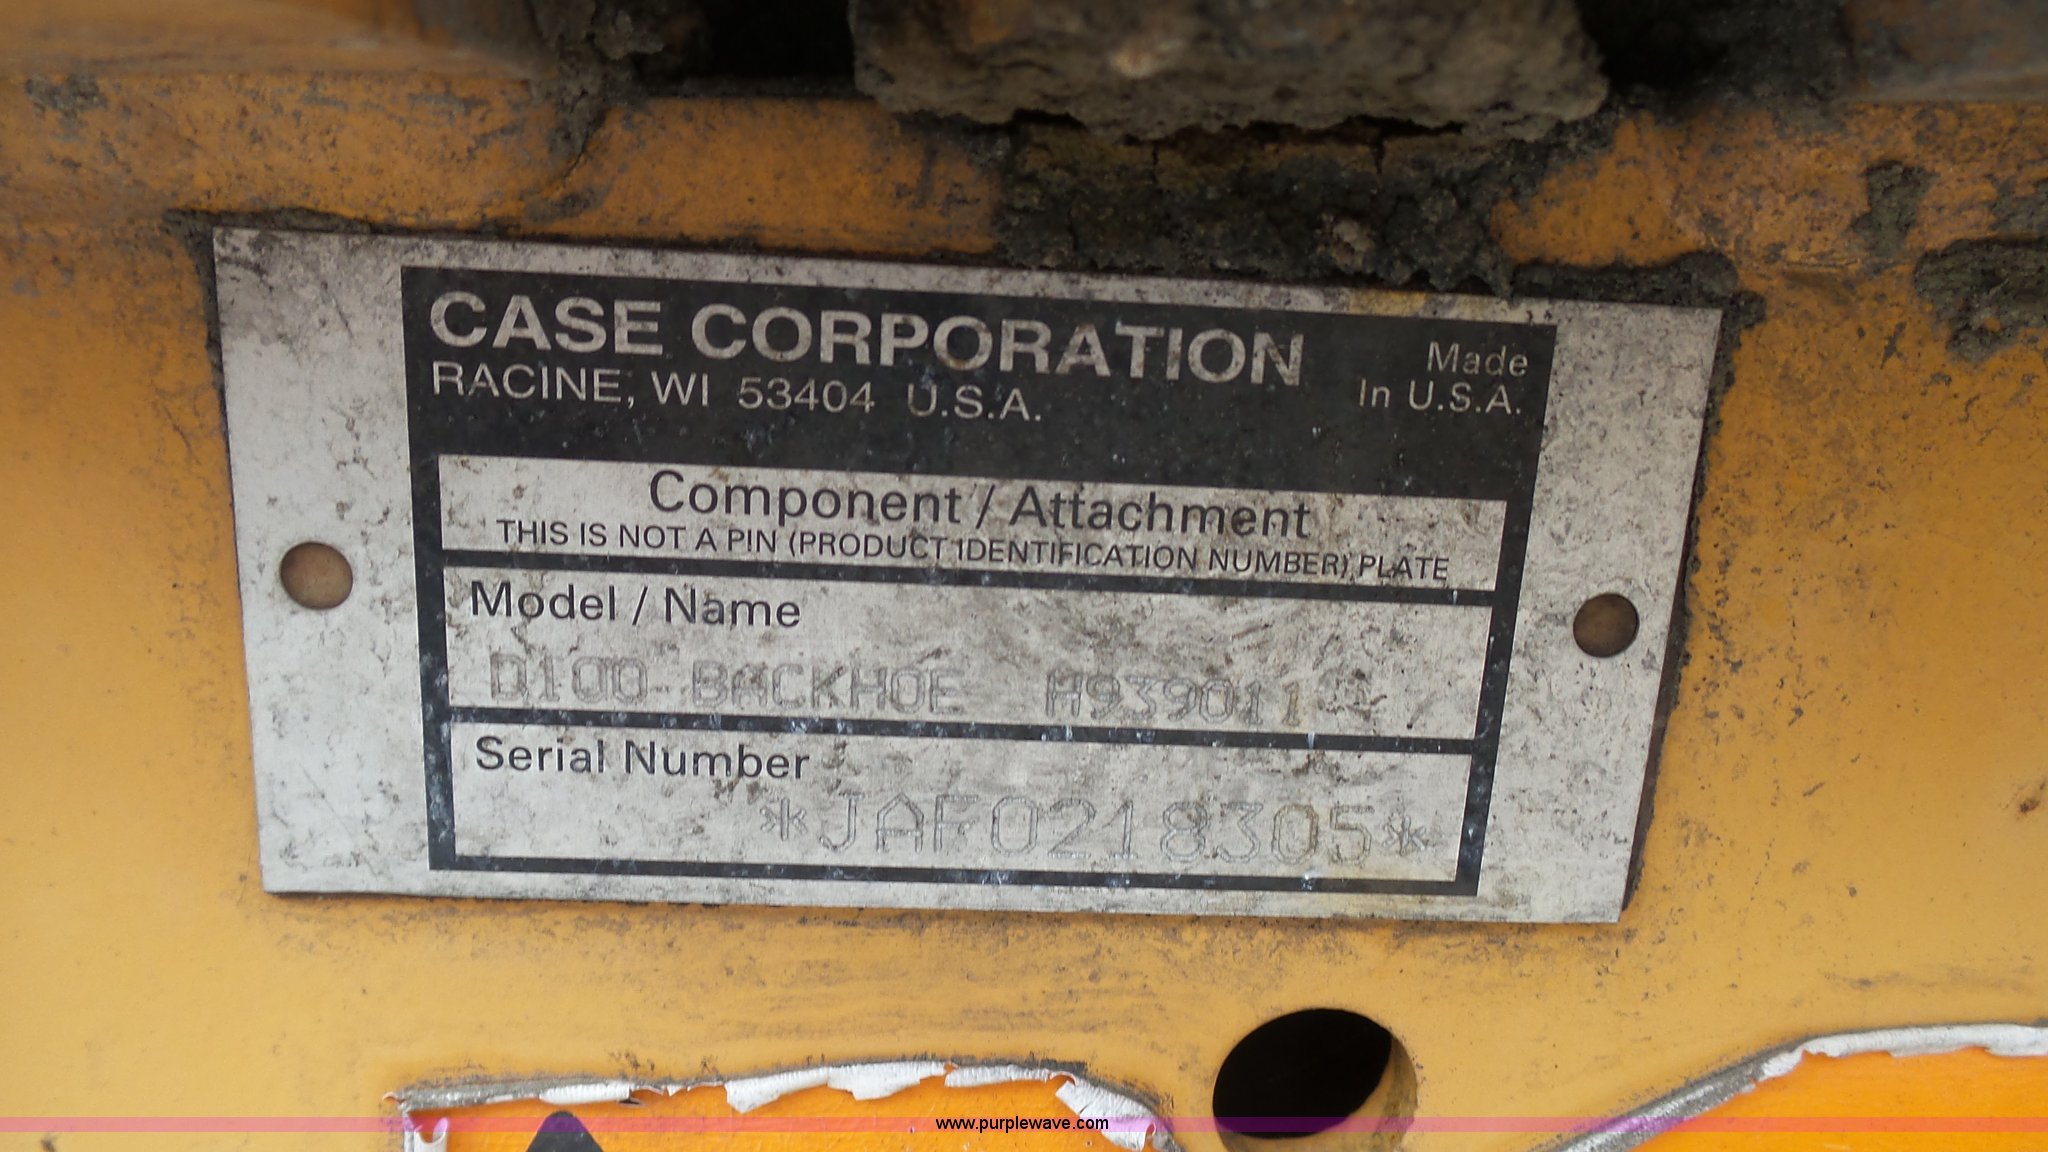 CASE CORPORATION
RACINE, WI 53404 U.S.A.
Made
In U.S.A.
Component / Attachment
THIS IS NOT A PIN (PRODUCT IDENTIFICATION NUMBER) PLATE
Model / Name
D100 BACKHOE H939011
Serial Number
*JAF0218305*
www.purplewave.com